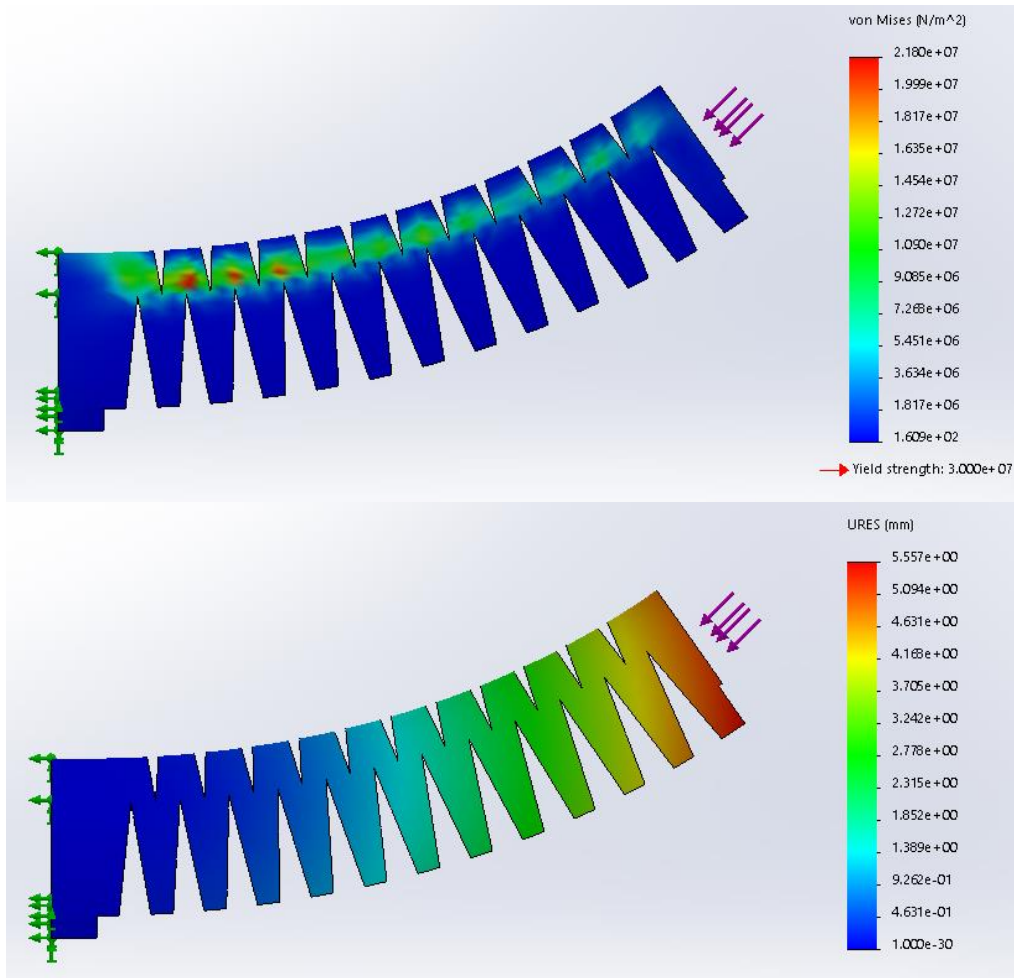 von Mises (N/m^2)
2.180e+07
1.999e+07
1.817e+07
1.635e+07
1.454e+07
1.272e+07
1.090e+07
9.085e+06
7.268e+06
5.451e+06
3.634e+06
1.817e+06
1.609e+02
Yield strength: 3.000e+07
URES (mm)
5.557e+00
5.094e+00
4.631e+00
4.168e+00
3.705e+00
3.242e+00
2.778e+00
2.315e+00
1.852e+00
1.389e+00
9.262e-01
4.631e-01
1.000e-30